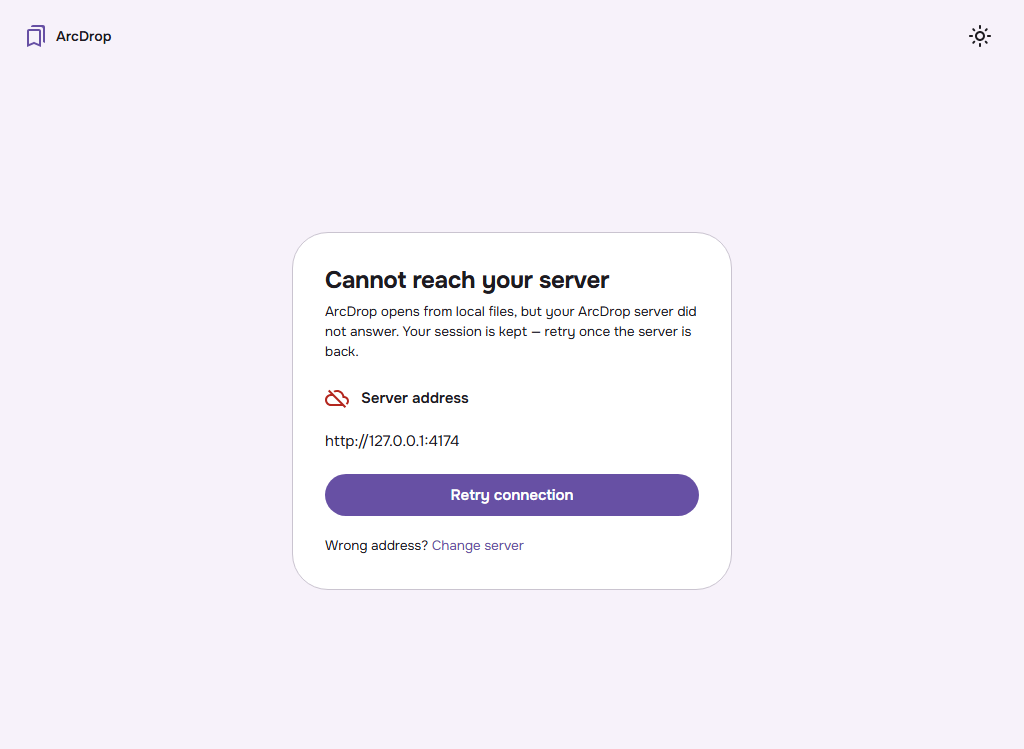 ArcDrop
Cannot reach your server
ArcDrop opens from local files, but your ArcDrop server did
not answer. Your session is kept — retry once the server is
back.
Server address
http://127.0.0.1:4174
Retry connection
Wrong address? Change server